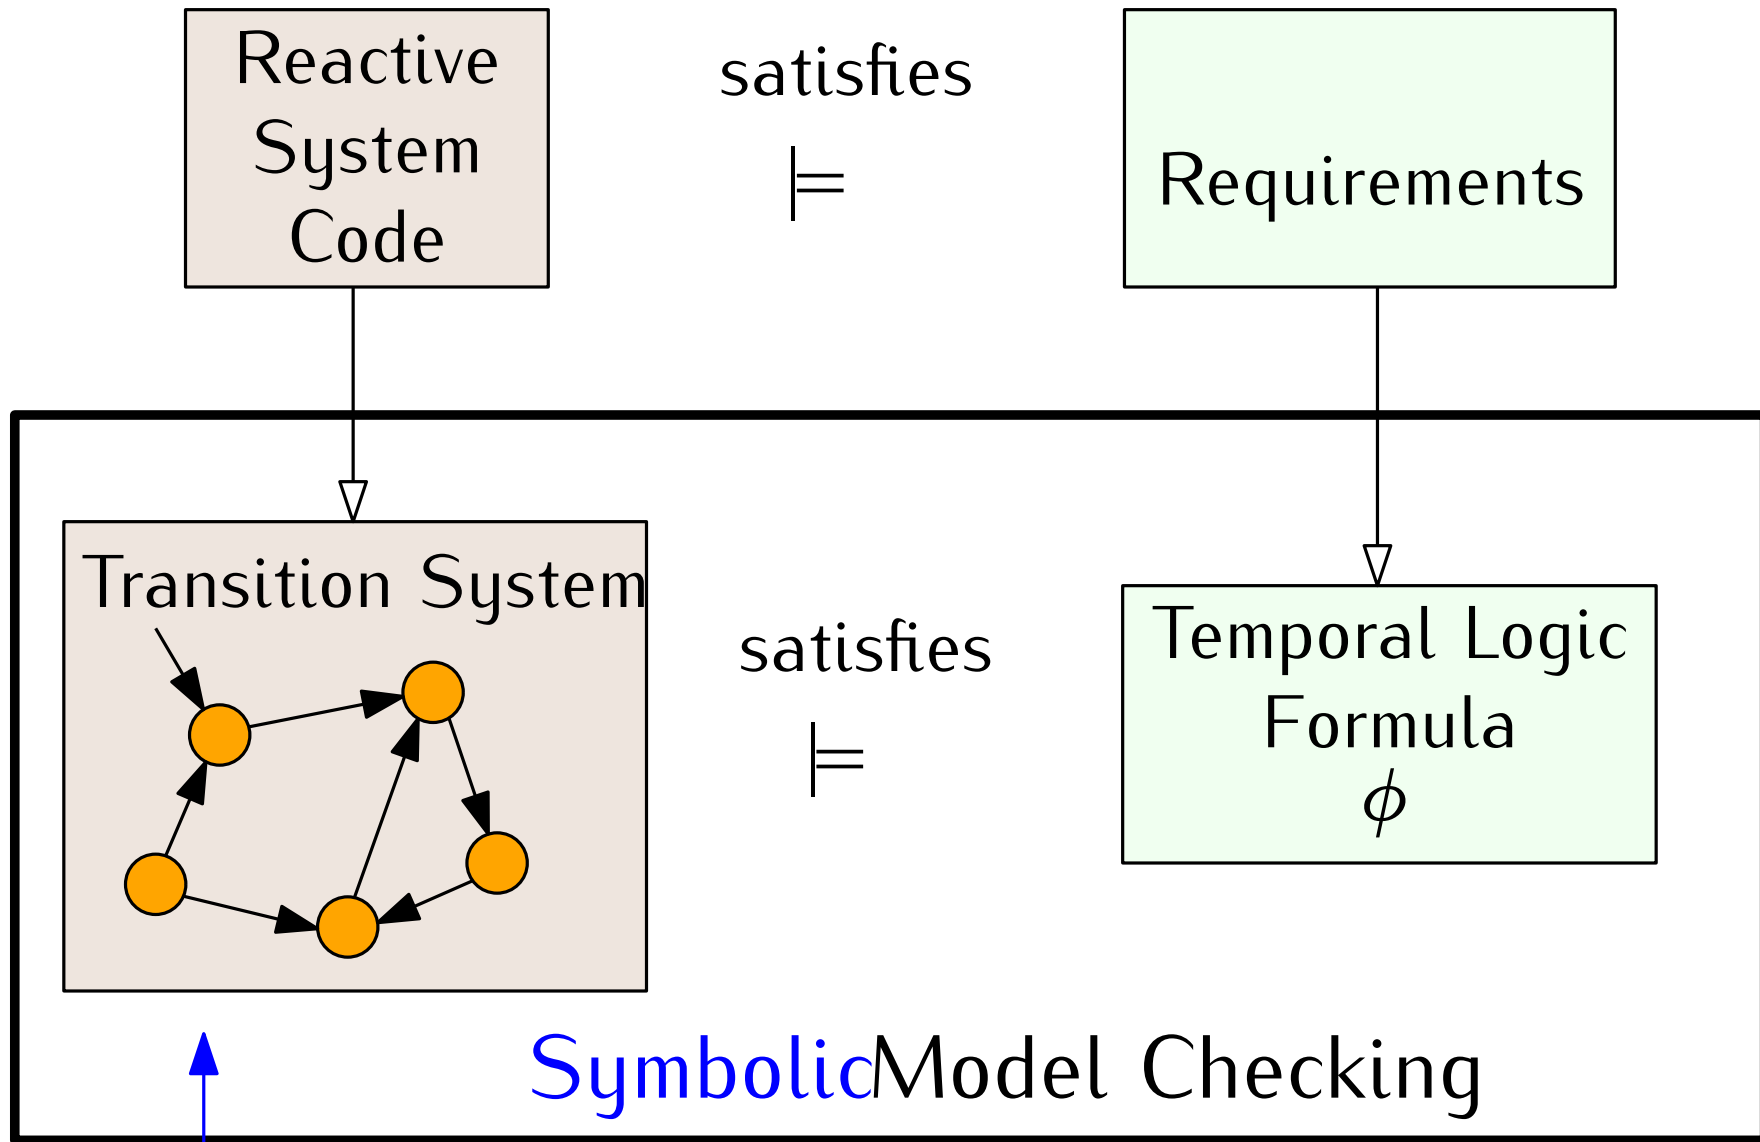 Reactive
System
Code
satisfies
⊨
Requirements
Transition System
satisfies
⊨
Temporal Logic
Formula
ϕ
SymbolicModel Checking